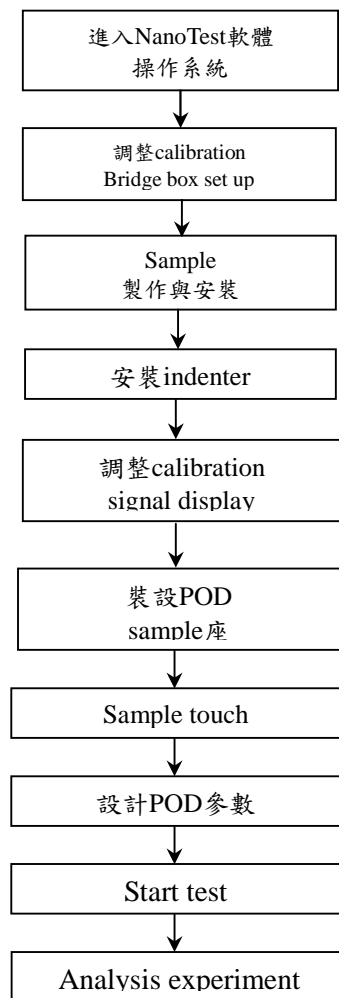 進入NanoTest軟體
操作系統
調整calibration
Bridge box set up
Sample
製作與安裝
安裝indenter
調整calibration
signal display
裝設POD
sample座
Sample touch
設計POD參數
Start test
Analysis experiment